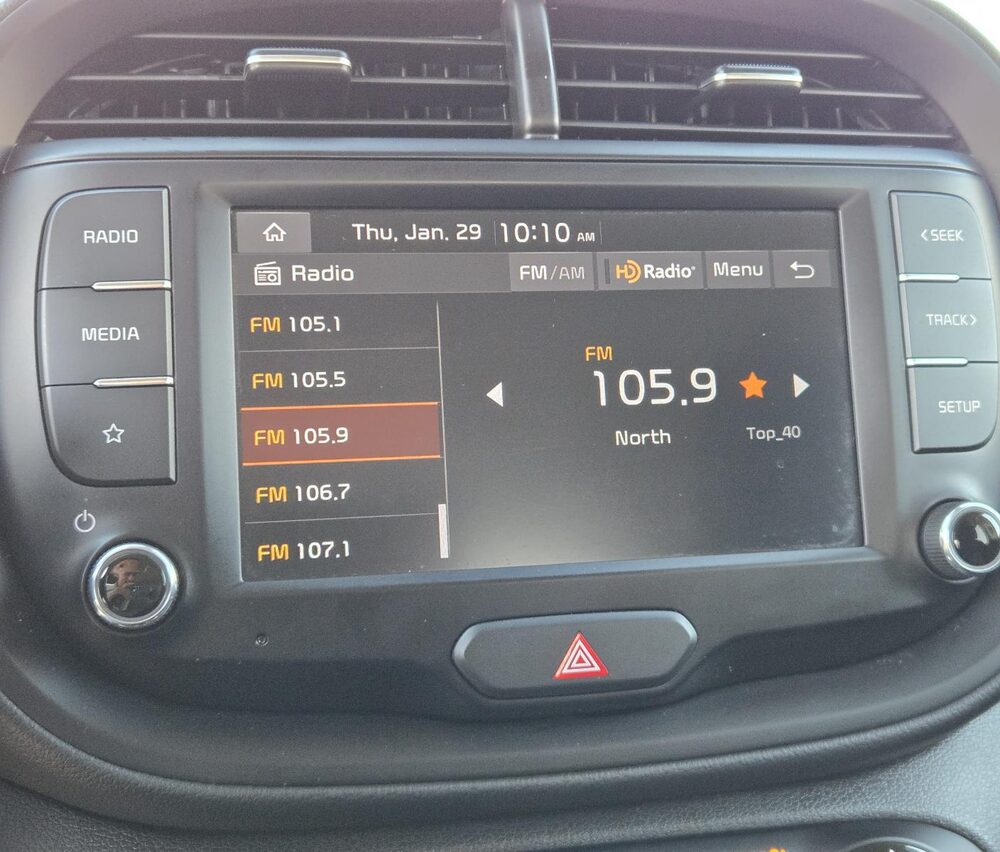 Thu, Jan. 29 10:10 AM
RADIO
< SEEK
Radio FM/AM HD Radio® Menu
FM 105.1
MEDIA
TRACK >
FM
FM 105.5
105.9
SETUP
FM 105.9
North Top_40
FM 106.7
FM 107.1